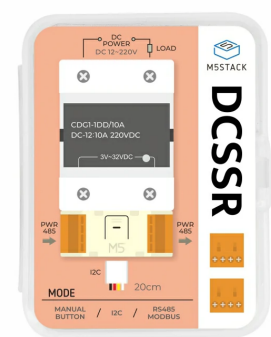 DC
POWER
DC 12~220V
LOAD
M5STACK
DCSSR
CDG1-1DD/10A
DC-12:10A 220VDC
3V~32VDC
PWR
485
PWR
485
M5
I2C
20cm
MODE
MANUAL
BUTTON
/
I2C
/
RS485
MODBUS